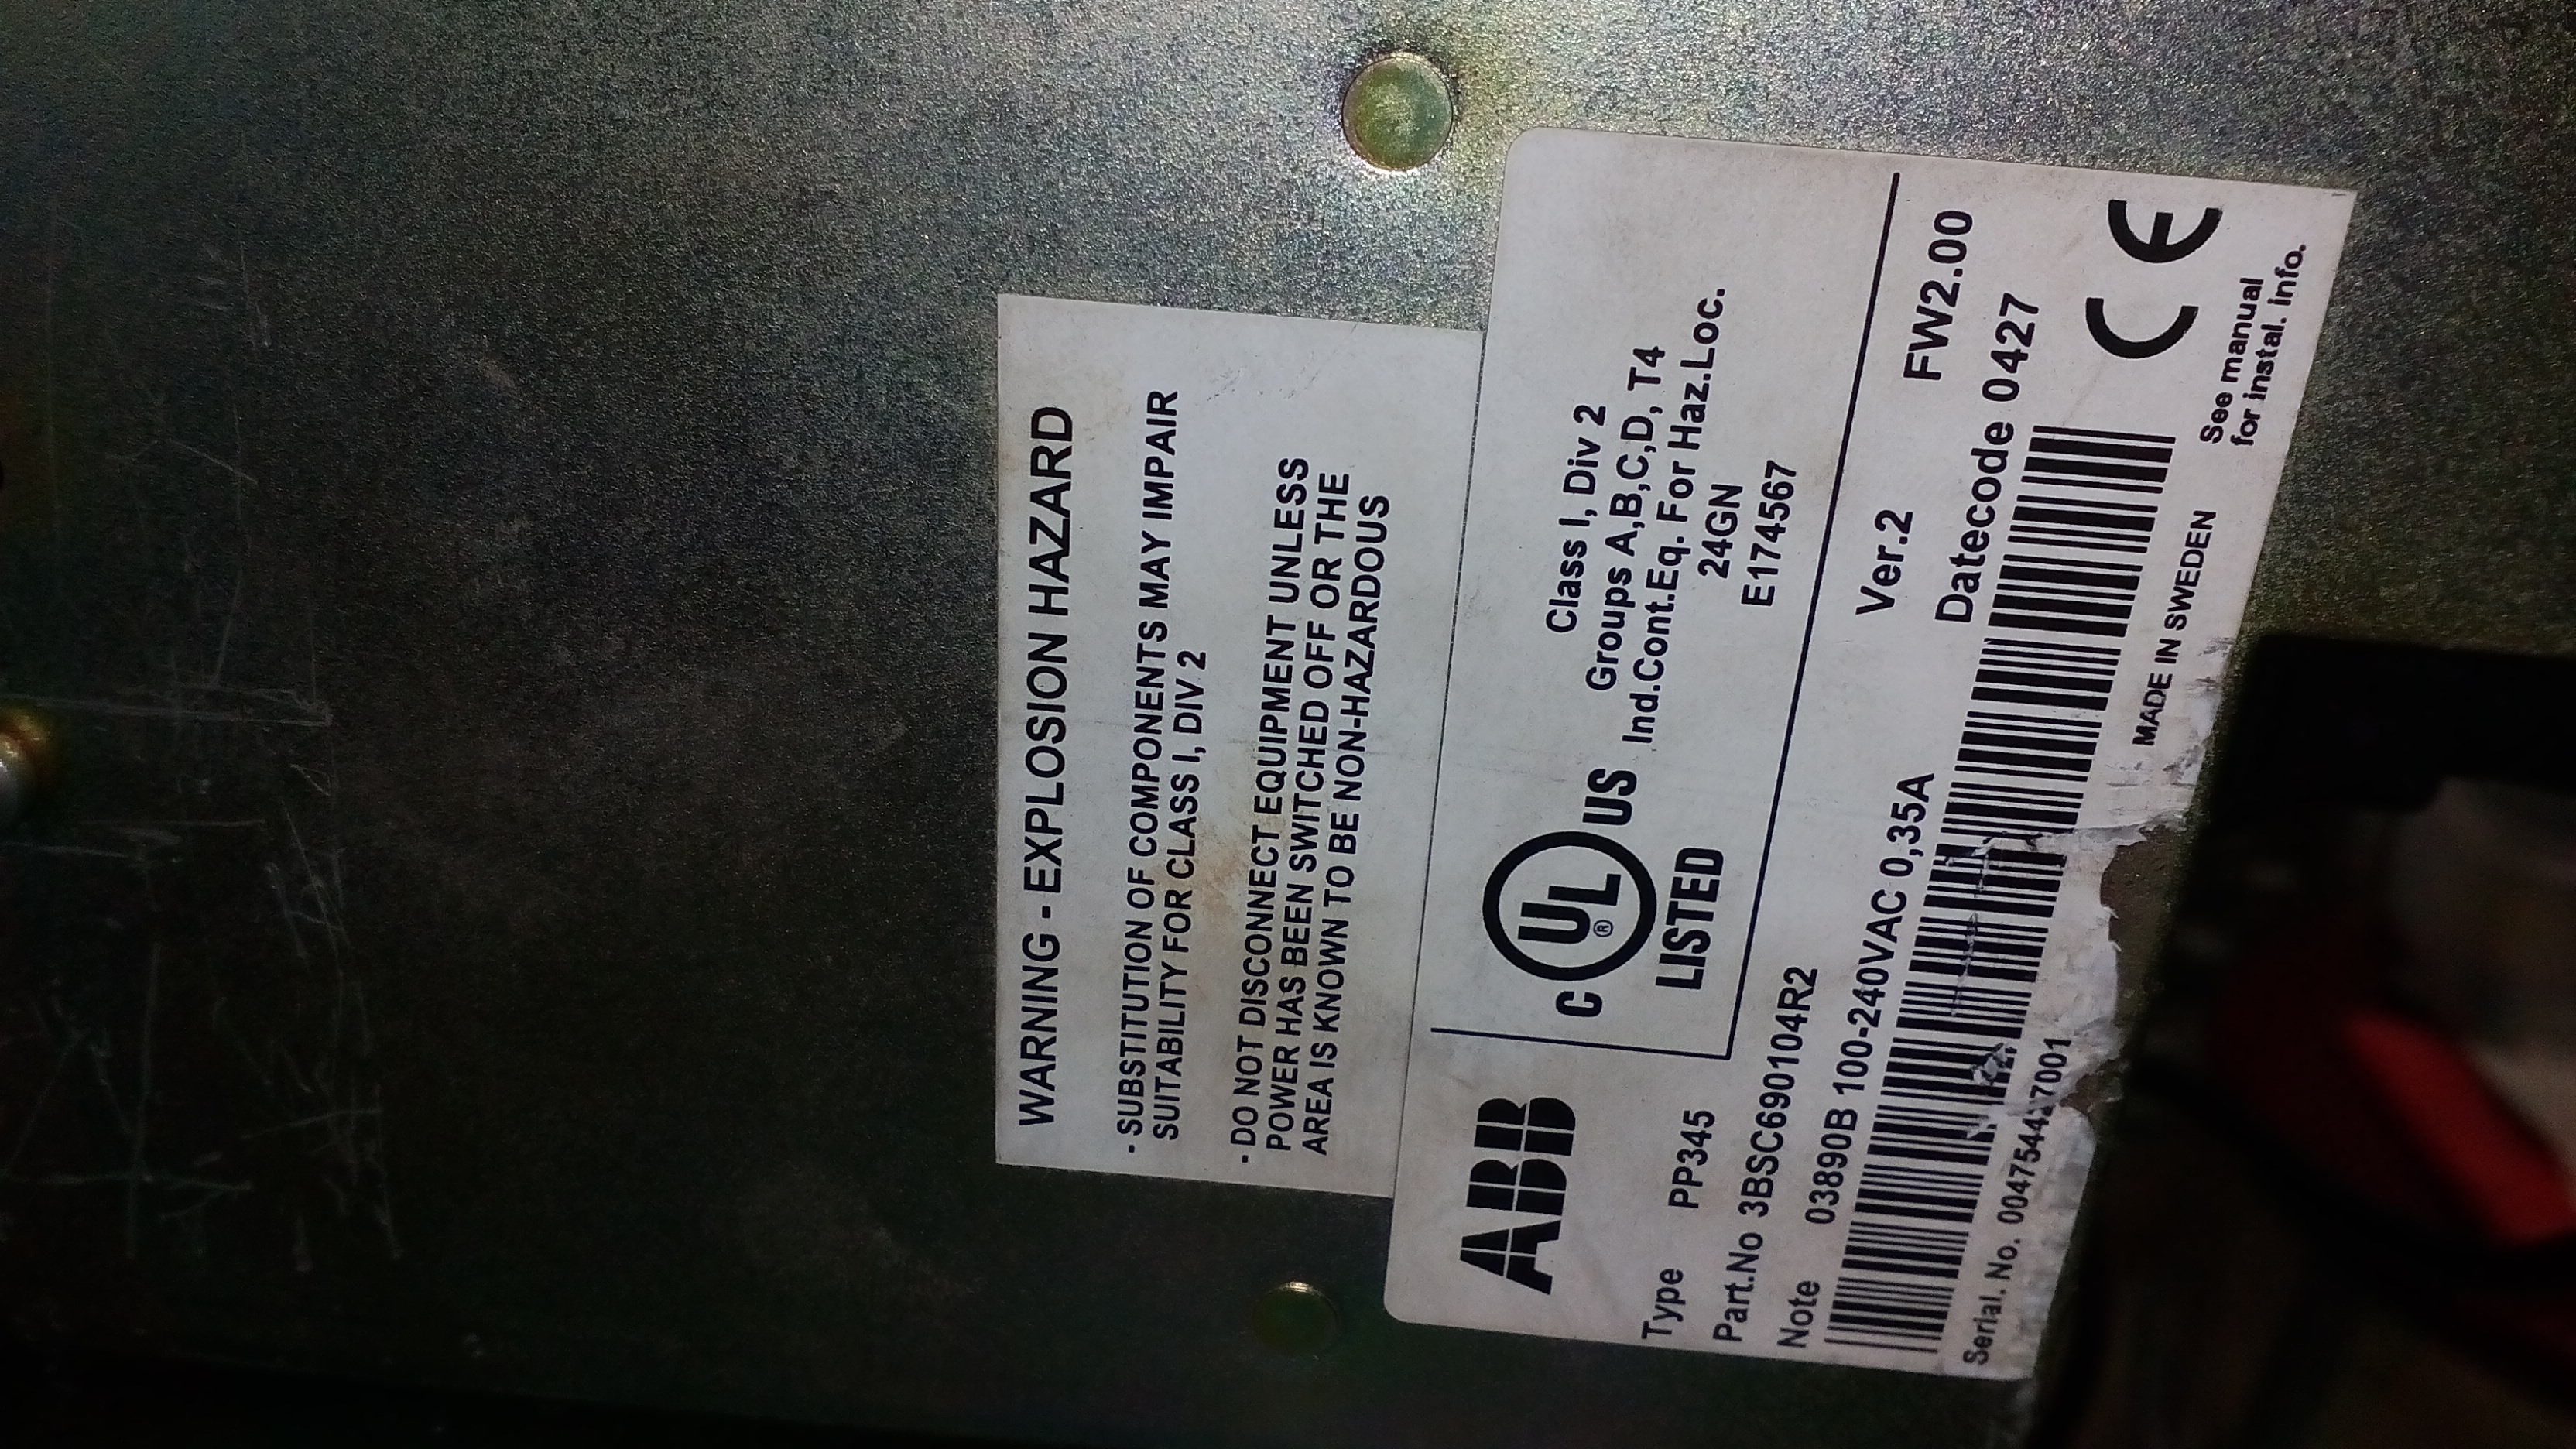 WARNING - EXPLOSION HAZARD
- SUBSTITUTION OF COMPONENTS MAY IMPAIR
SUITABILITY FOR CLASS I, DIV 2
- DO NOT DISCONNECT EQUIPMENT UNLESS
POWER HAS BEEN SWITCHED OFF OR THE
AREA IS KNOWN TO BE NON-HAZARDOUS
ABB
C UL® US
LISTED
Class I, Div 2
Groups A,B,C,D, T4
Ind.Cont.Eq. For Haz.Loc.
24GN
E174567
Type PP345
Part.No 3BSC690104R2 Ver.2 FW2.00
Note 03890B 100-240VAC 0,35A Datecode 0427
Serial. No. MADE IN SWEDEN
CE
See manual
for instal. info.